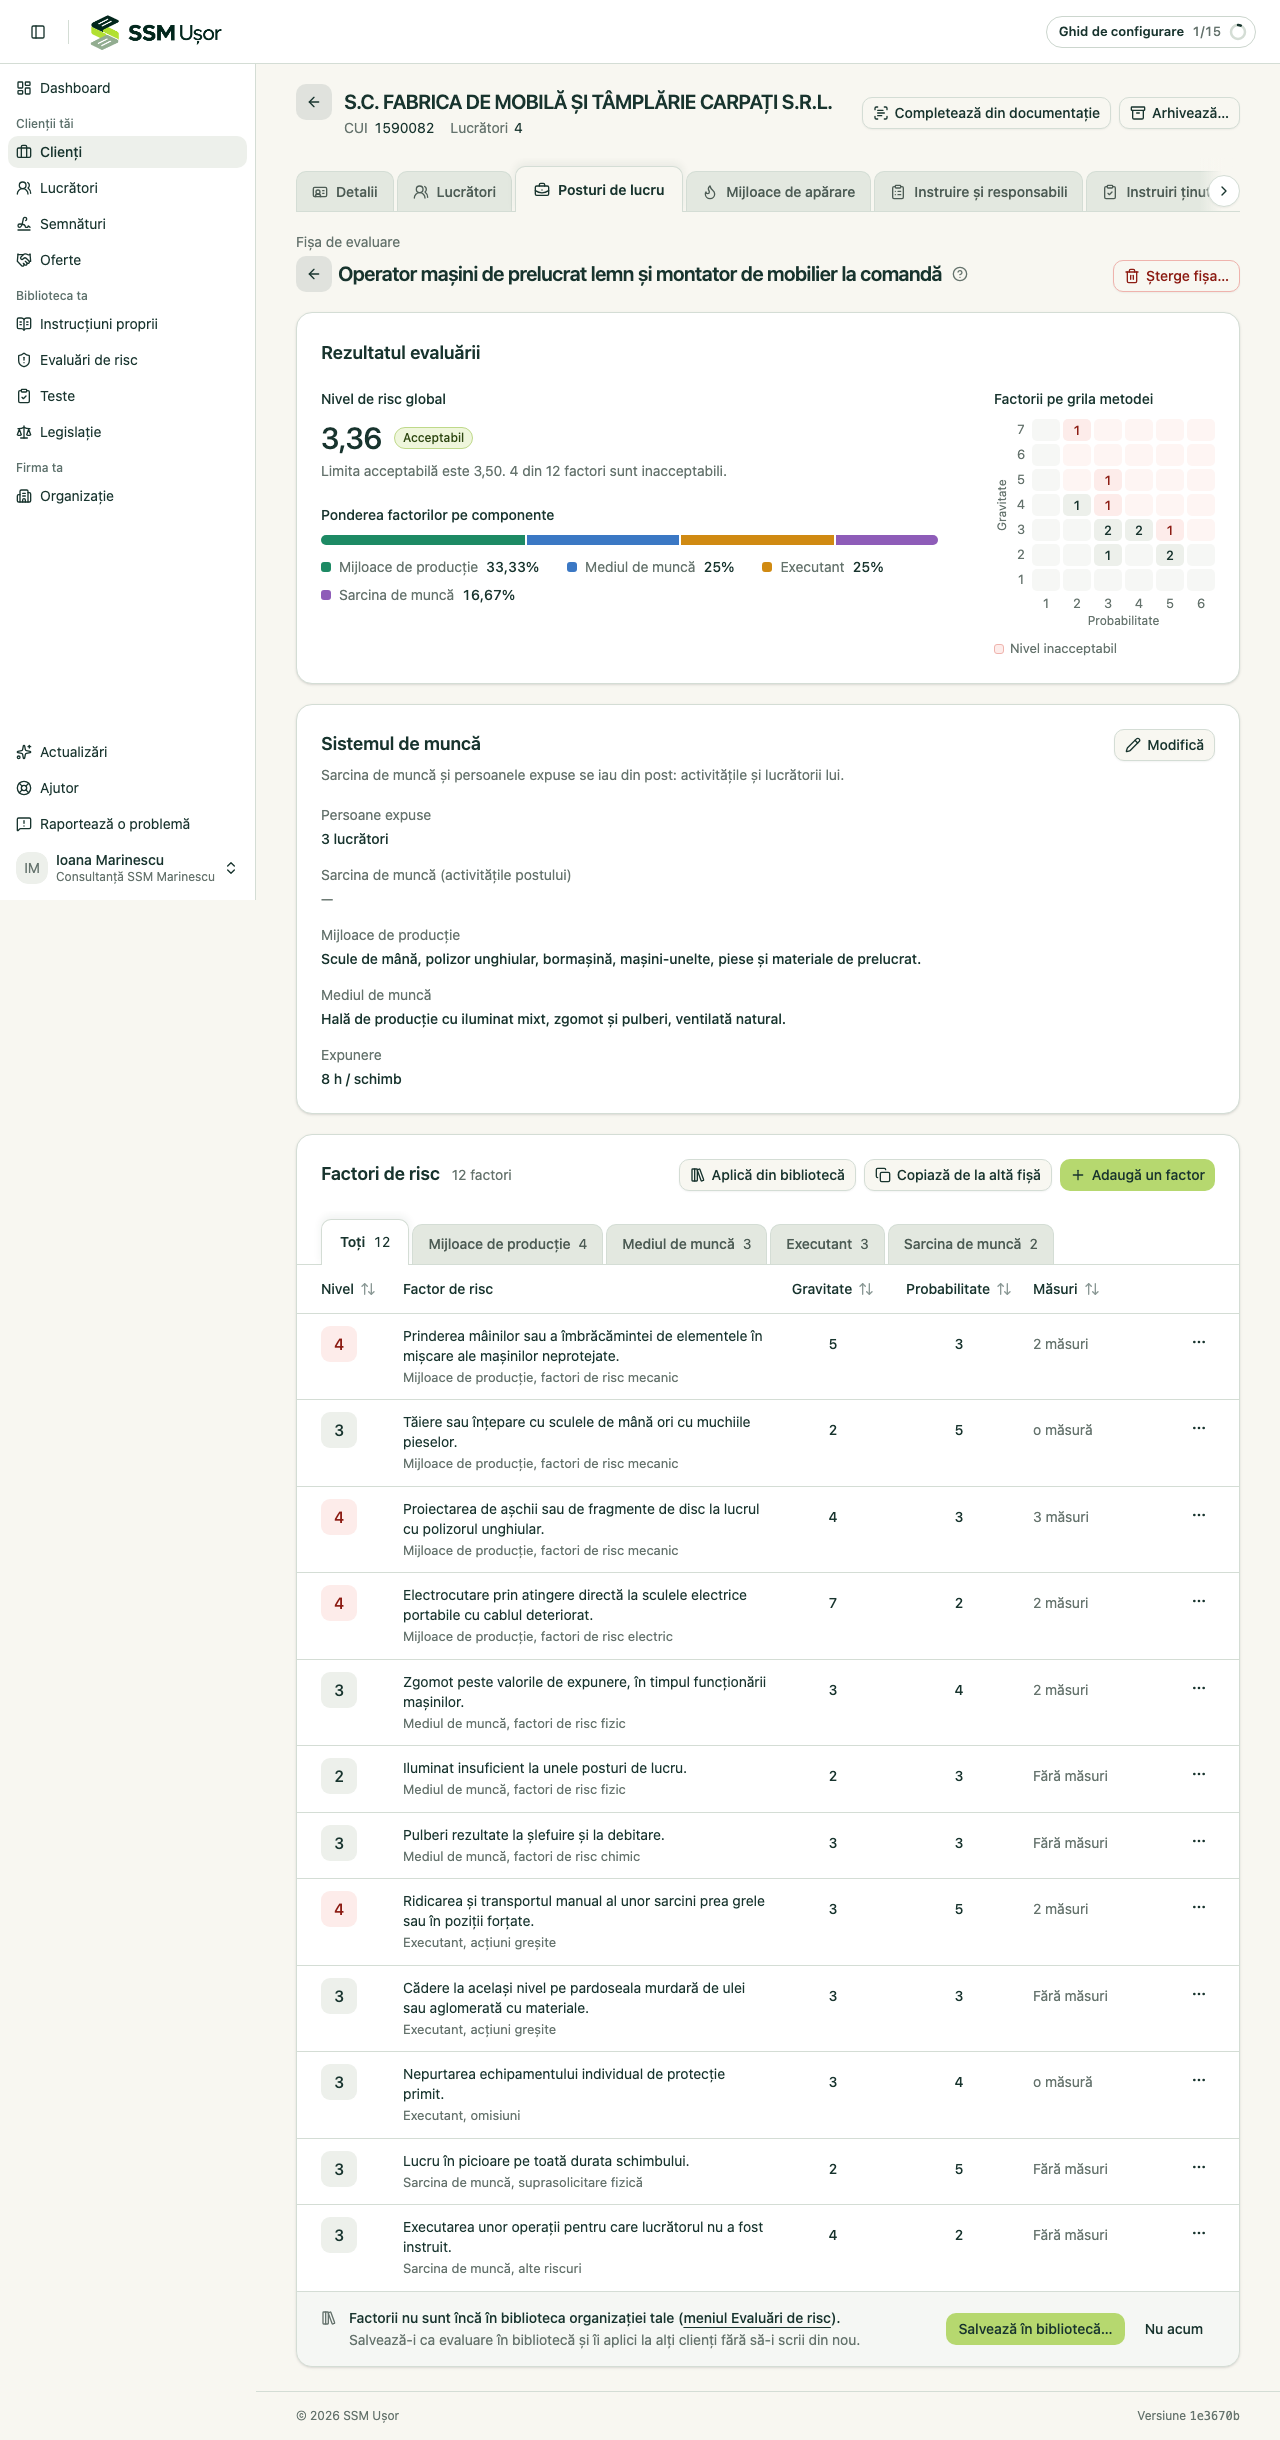 SSM Ușor
Ghid de configurare 1/15
Dashboard
Clienții tăi
Clienți
Lucrători
Semnături
Oferte
Biblioteca ta
Instrucțiuni proprii
Evaluări de risc
Teste
Legislație
Firma ta
Organizație
Actualizări
Ajutor
Raportează o problemă
IM
Ioana Marinescu
Consultanță SSM Marinescu
S.C. FABRICA DE MOBILĂ ȘI TÂMPLĂRIE CARPAȚI S.R.L.
CUI 1590082 Lucrători 4
Completează din documentație
Arhivează...
Detalii
Lucrători
Posturi de lucru
Mijloace de apărare
Instruire și responsabili
Instruiri ținut
Fișa de evaluare
Operator mașini de prelucrat lemn și montator de mobilier la comandă
Șterge fișa...
Rezultatul evaluării
Nivel de risc global
3,36 Acceptabil
Limita acceptabilă este 3,50. 4 din 12 factori sunt inacceptabili.
Ponderea factorilor pe componente
Mijloace de producție 33,33% Mediul de muncă 25% Executant 25%
Sarcina de muncă 16,67%
Factorii pe grila metodei
Gravitate
7 1
6
5 1
4 1 1
3 2 2 1
2 1 2
1
1 2 3 4 5 6
Probabilitate
Nivel inacceptabil
Sistemul de muncă
Modifică
Sarcina de muncă și persoanele expuse se iau din post: activitățile și lucrătorii lui.
Persoane expuse
3 lucrători
Sarcina de muncă (activitățile postului)
—
Mijloace de producție
Scule de mână, polizor unghiular, bormașină, mașini-unelte, piese și materiale de prelucrat.
Mediul de muncă
Hală de producție cu iluminat mixt, zgomot și pulberi, ventilată natural.
Expunere
8 h / schimb
Factori de risc 12 factori
Aplică din bibliotecă
Copiază de la altă fișă
Adaugă un factor
Toți 12
Mijloace de producție 4
Mediul de muncă 3
Executant 3
Sarcina de muncă 2
Nivel Factor de risc Gravitate Probabilitate Măsuri
4 Prinderea mâinilor sau a îmbrăcămintei de elementele în 5 3 2 măsuri
mișcare ale mașinilor neprotejate.
Mijloace de producție, factori de risc mecanic
3 Tăiere sau înțepare cu sculele de mână ori cu muchiile 2 5 o măsură
pieselor.
Mijloace de producție, factori de risc mecanic
4 Proiectarea de așchii sau de fragmente de disc la lucrul 4 3 3 măsuri
cu polizorul unghiular.
Mijloace de producție, factori de risc mecanic
4 Electrocutare prin atingere directă la sculele electrice 7 2 2 măsuri
portabile cu cablul deteriorat.
Mijloace de producție, factori de risc electric
3 Zgomot peste valorile de expunere, în timpul funcționării 3 4 2 măsuri
mașinilor.
Mediul de muncă, factori de risc fizic
2 Iluminat insuficient la unele posturi de lucru. 2 3 Fără măsuri
Mediul de muncă, factori de risc fizic
3 Pulberi rezultate la șlefuire și la debitare. 3 3 Fără măsuri
Mediul de muncă, factori de risc chimic
4 Ridicarea și transportul manual al unor sarcini prea grele 3 5 2 măsuri
sau în poziții forțate.
Executant, acțiuni greșite
3 Cădere la același nivel pe pardoseala murdară de ulei 3 3 Fără măsuri
sau aglomerată cu materiale.
Executant, acțiuni greșite
3 Nepurtarea echipamentului individual de protecție 3 4 o măsură
primit.
Executant, omisiuni
3 Lucru în picioare pe toată durata schimbului. 2 5 Fără măsuri
Sarcina de muncă, suprasolicitare fizică
3 Executarea unor operații pentru care lucrătorul nu a fost 4 2 Fără măsuri
instruit.
Sarcina de muncă, alte riscuri
Factorii nu sunt încă în biblioteca organizației tale (meniul Evaluări de risc).
Salvează-i ca evaluare în bibliotecă și îi aplici la alți clienți fără să-i scrii din nou.
Salvează în bibliotecă...
Nu acum
© 2026 SSM Ușor
Versiune 1e3670b